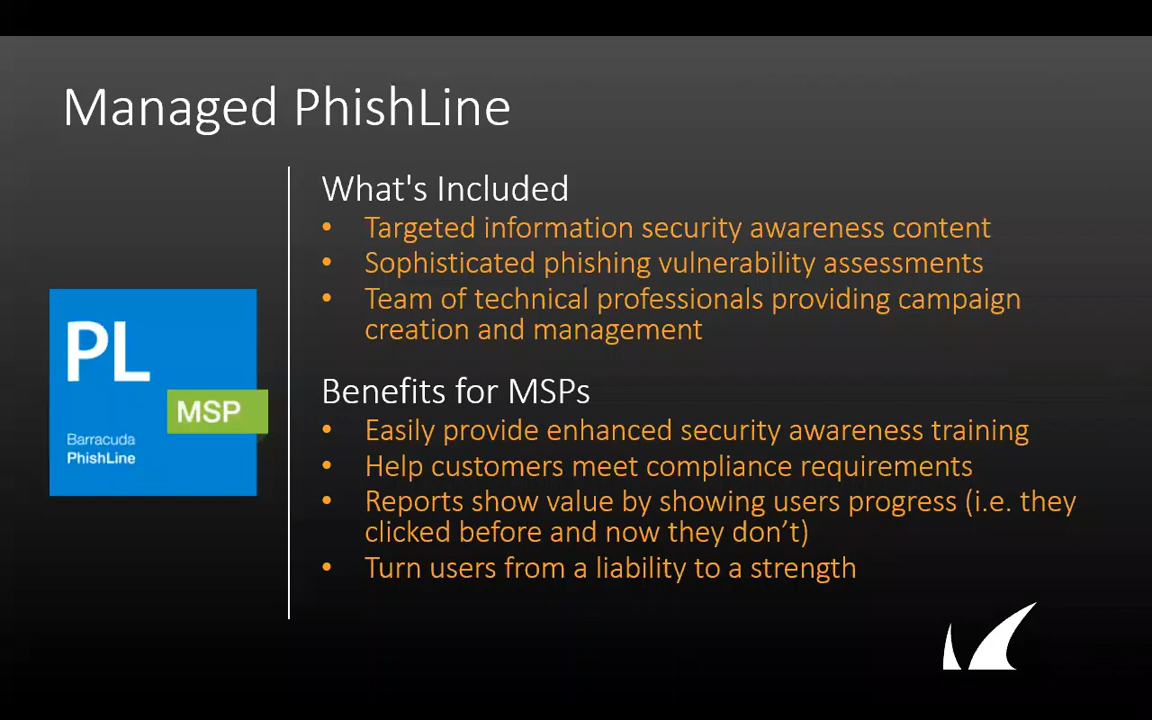 Managed PhishLine
What's Included
• Targeted information security awareness content
• Sophisticated phishing vulnerability assessments
• Team of technical professionals providing campaign
creation and management
PL
MSP
Barracuda
PhishLine
Benefits for MSPs
• Easily provide enhanced security awareness training
• Help customers meet compliance requirements
• Reports show value by showing users progress (i.e. they
clicked before and now they don’t)
• Turn users from a liability to a strength